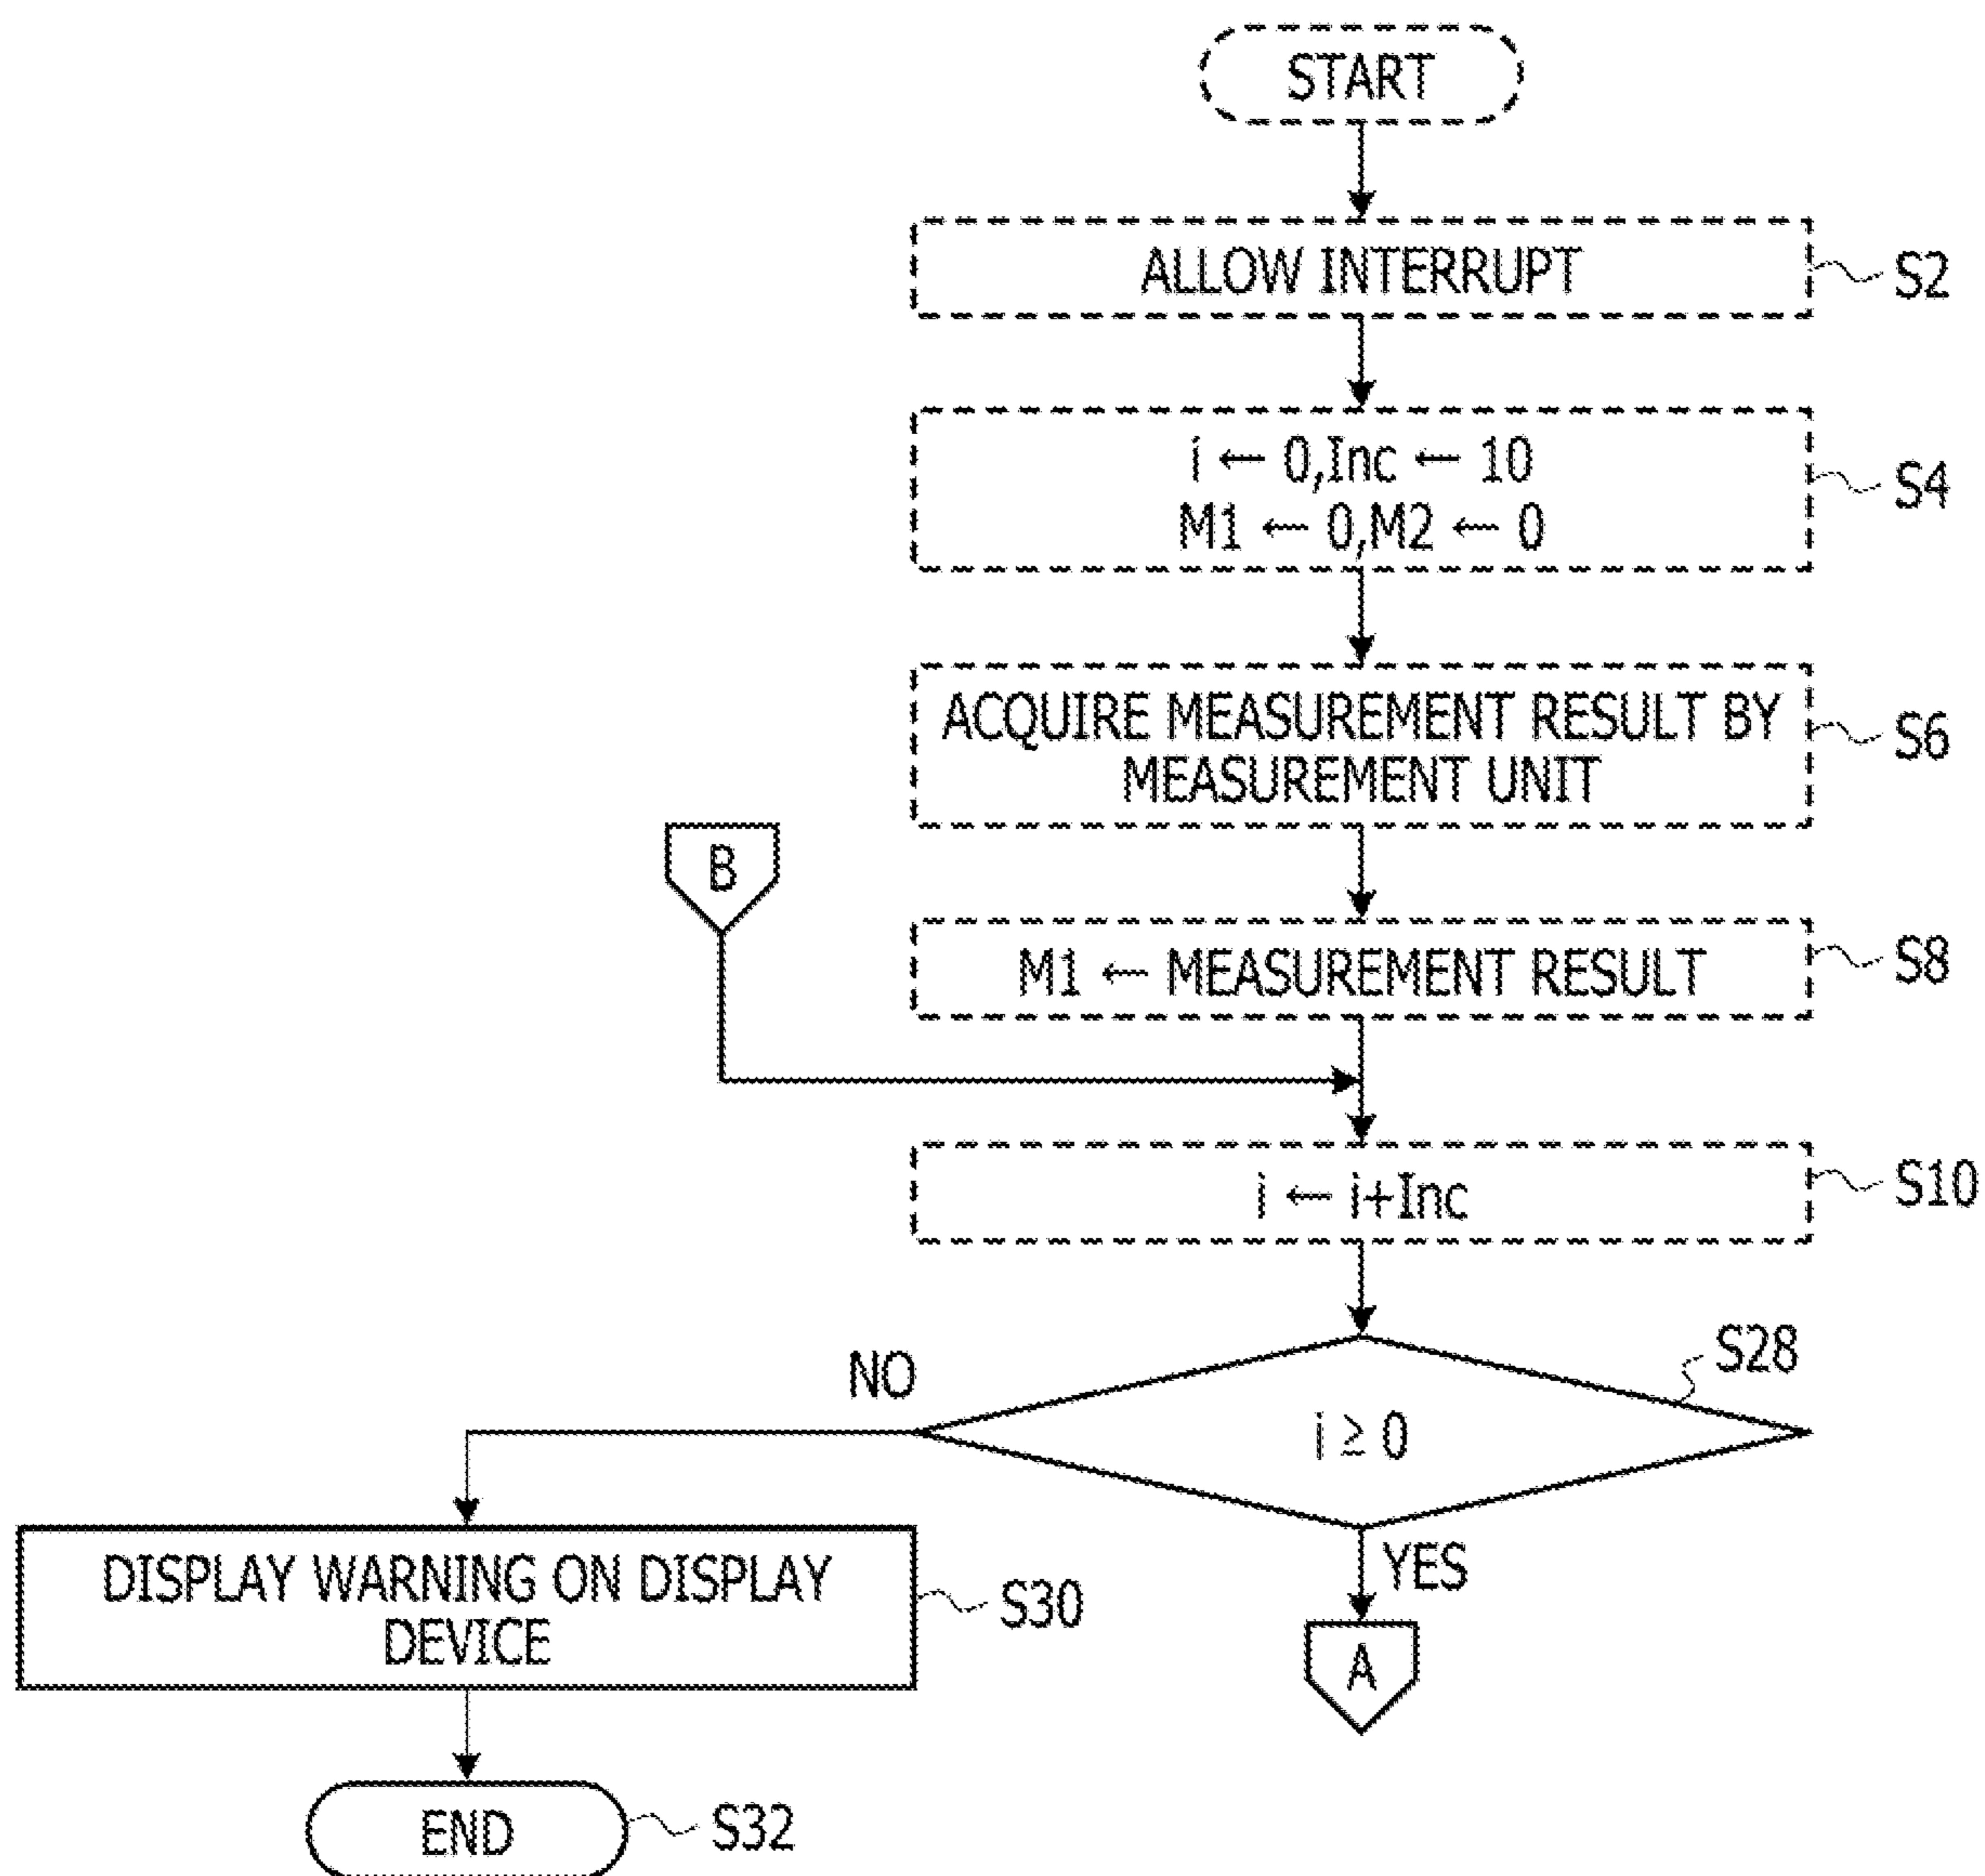 START
ALLOW INTERRUPT
S2
i ← 0,Inc ← 10
M1 ← 0,M2 ← 0
S4
ACQUIRE MEASUREMENT RESULT BY
MEASUREMENT UNIT
S6
B
M1 ← MEASUREMENT RESULT
S8
i ← i+Inc
S10
S28
NO
i ≥ 0
YES
DISPLAY WARNING ON DISPLAY
DEVICE
S30
A
END
S32